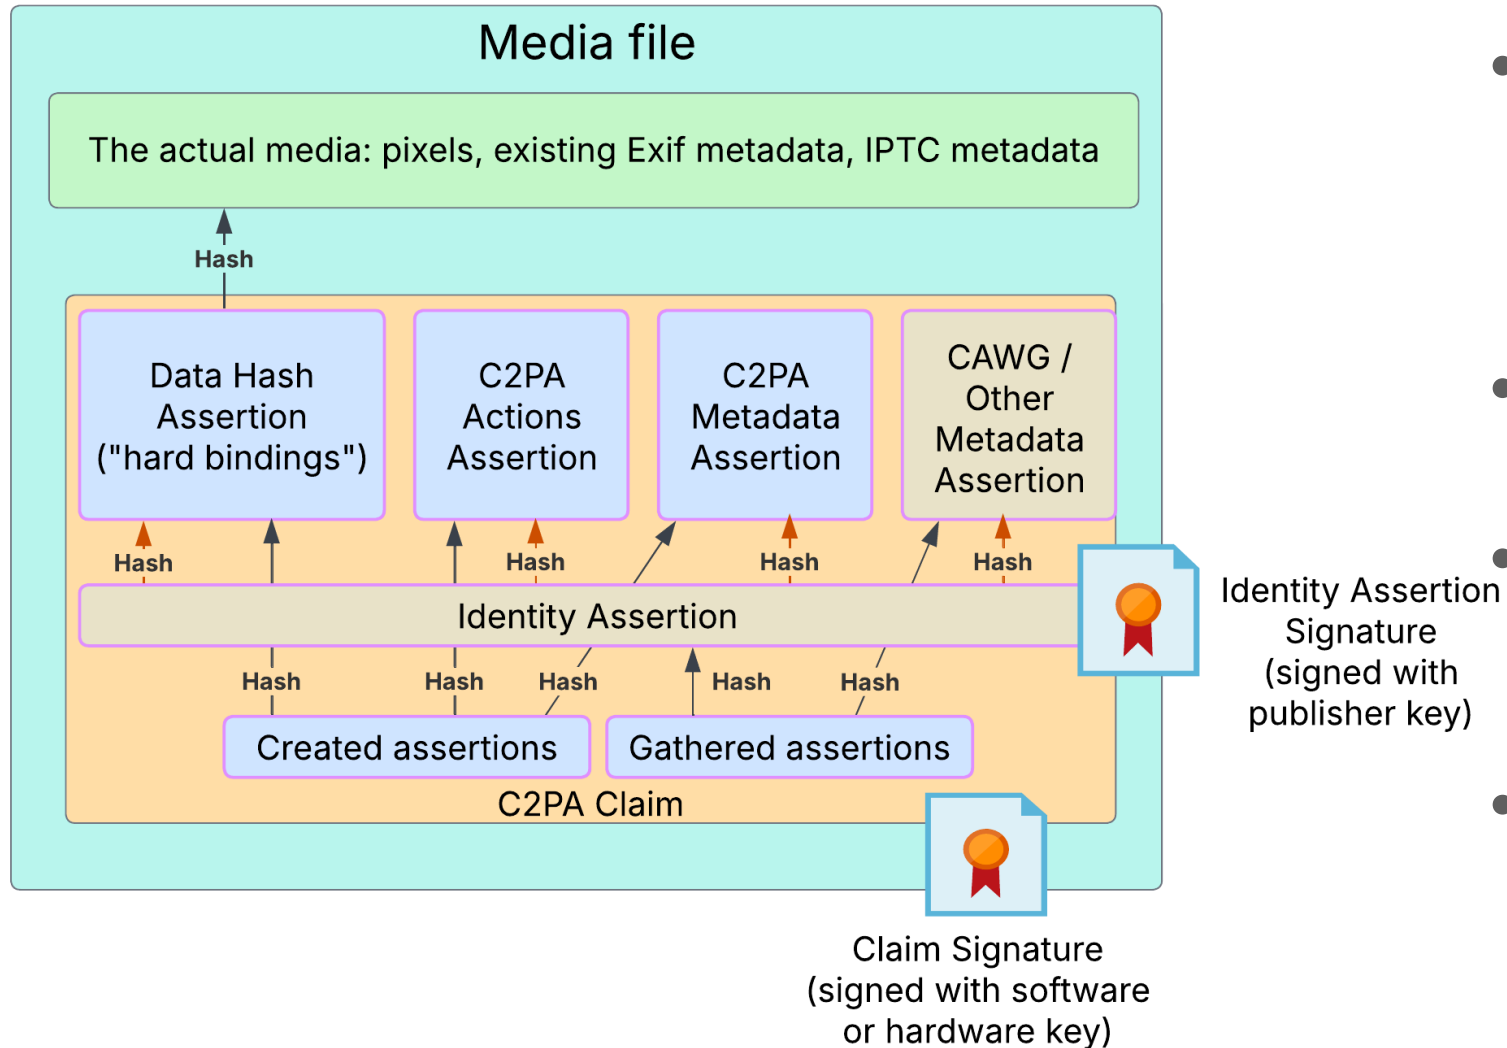 Media file
The actual media: pixels, existing Exif metadata, IPTC metadata
Hash
Data Hash
Assertion
("hard bindings")
C2PA
Actions
Assertion
C2PA
Metadata
Assertion
CAWG /
Other
Metadata
Assertion
Hash
Hash
Hash
Hash
Identity Assertion
Identity Assertion
Signature
(signed with
publisher key)
Hash
Hash
Hash
Hash
Hash
Created assertions
Gathered assertions
C2PA Claim
Claim Signature
(signed with software
or hardware key)